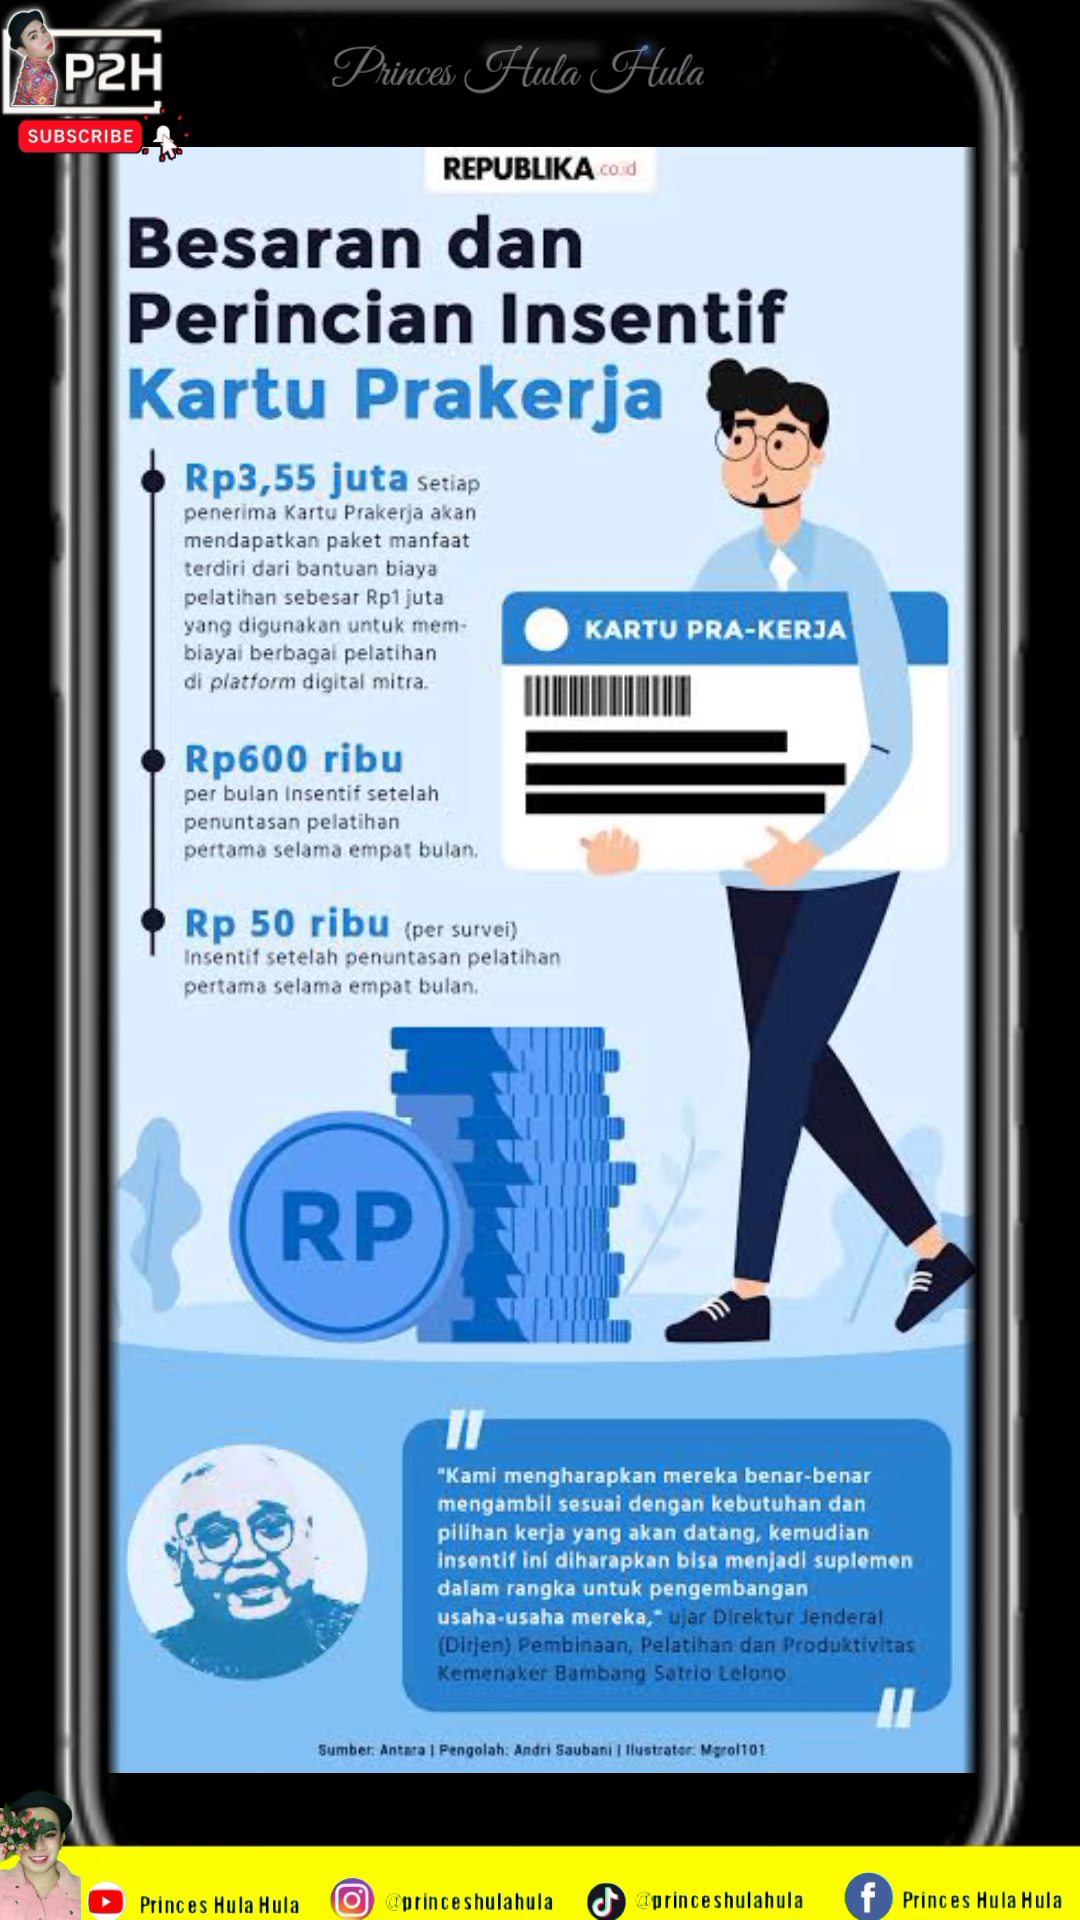 P2H
Princes Hula Hula
SUBSCRIBE
REPUBLIKA.co.id
Besaran dan
Perincian Insentif
Kartu Prakerja
Rp3,55 juta Setiap
penerima Kartu Prakerja akan
mendapatkan paket manfaat
terdiri dari bantuan biaya
pelatihan sebesar Rp1 juta
yang digunakan untuk mem-
biayai berbagai pelatihan
di platform digital mitra.
KARTU PRA-KERJA
Rp600 ribu
per bulan Insentif setelah
penuntasan pelatihan
pertama selama empat bulan.
Rp 50 ribu (per survei)
Insentif setelah penuntasan pelatihan
pertama selama empat bulan.
RP
"Kami mengharapkan mereka benar-benar
mengambil sesuai dengan kebutuhan dan
pilihan kerja yang akan datang, kemudian
insentif ini diharapkan bisa menjadi suplemen
dalam rangka untuk pengembangan
usaha-usaha mereka," ujar Direktur Jenderal
(Dirjen) Pembinaan, Pelatihan dan Produktivitas
Kemenaker Bambang Satrio Lelono
Sumber: Antara | Pengolah: Andri Saubani | Ilustrator: Mgrol101
Princes Hula Hula @princeshulahula @princeshulahula Princes Hula Hula